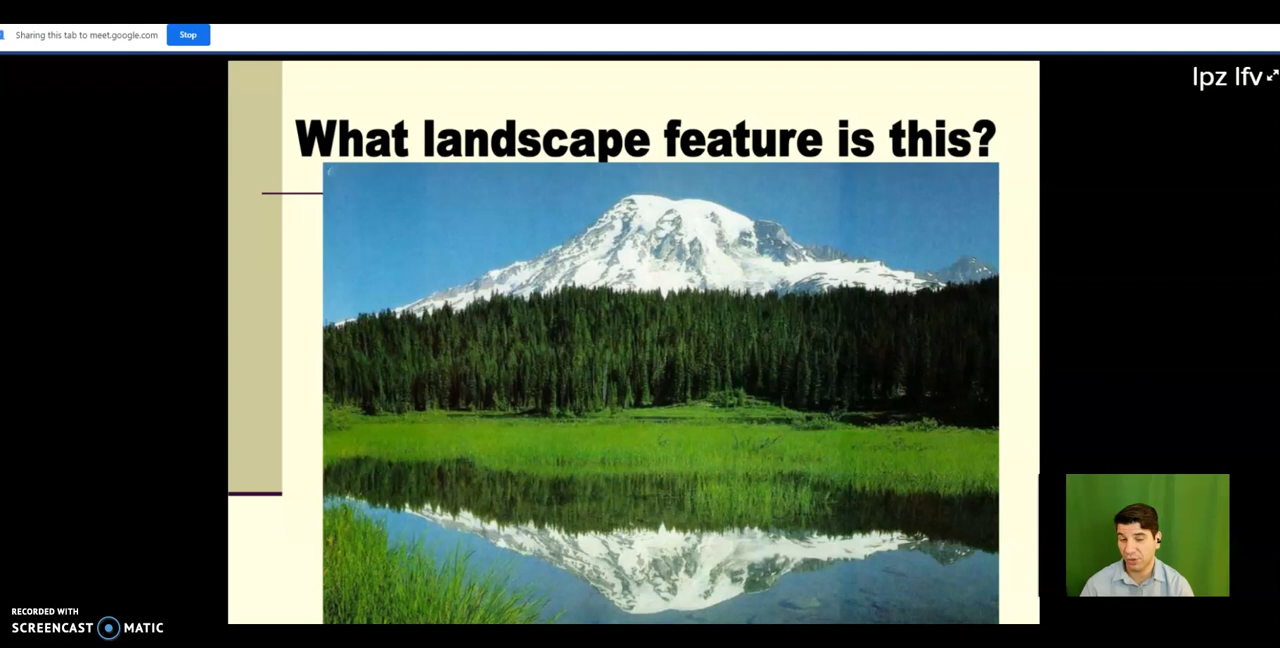 Sharing this tab to meet.google.com Stop
lpz lfv
What landscape feature is this?
RECORDED WITH
SCREENCAST MATIC